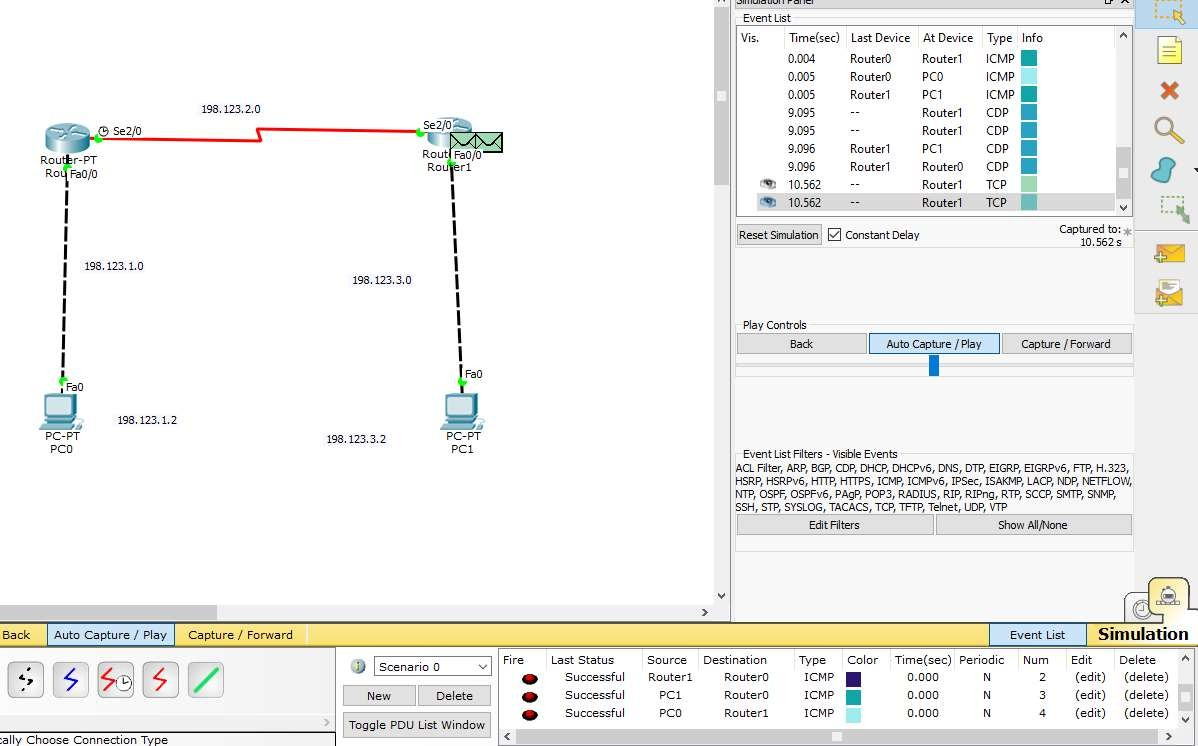 Simulation Panel
Event List
Vis. Time(sec) Last Device At Device Type Info
0.004 Router0 Router1 ICMP
0.005 Router0 PC0 ICMP
0.005 Router1 PC1 ICMP
9.095 -- Router1 CDP
9.095 -- Router1 CDP
9.096 Router1 PC1 CDP
9.096 Router1 Router0 CDP
10.562 -- Router1 TCP
10.562 -- Router1 TCP
Reset Simulation Constant Delay
Captured to:
10.562 s
Play Controls
Back Auto Capture / Play Capture / Forward
Event List Filters - Visible Events
ACL Filter, ARP, BGP, CDP, DHCP, DHCPv6, DNS, DTP, EIGRP, EIGRPv6, FTP, H.323,
HSRP, HSRPv6, HTTP, HTTPS, ICMP, ICMPv6, IPSec, ISAKMP, LACP, NDP, NETFLOW,
NTP, OSPF, OSPFv6, PAgP, POP3, RADIUS, RIP, RIPng, RTP, SCCP, SMTP, SNMP,
SSH, STP, SYSLOG, TACACS, TCP, TFTP, Telnet, UDP, VTP
Edit Filters Show All/None
198.123.2.0
Se2/0
Router-PT
Rou Fa0/0
Se2/0
Rout Fa0/0
Router1
198.123.1.0
198.123.3.0
Fa0
PC-PT
PC0
198.123.1.2
198.123.3.2
Fa0
PC-PT
PC1
Back Auto Capture / Play Capture / Forward
Event List Simulation
Scenario 0
New Delete
Toggle PDU List Window
Fire Last Status Source Destination Type Color Time(sec) Periodic Num Edit Delete
Successful Router1 Router0 ICMP 0.000 N 2 (edit) (delete)
Successful PC1 Router0 ICMP 0.000 N 3 (edit) (delete)
Successful PC0 Router1 ICMP 0.000 N 4 (edit) (delete)
cally Choose Connection Type